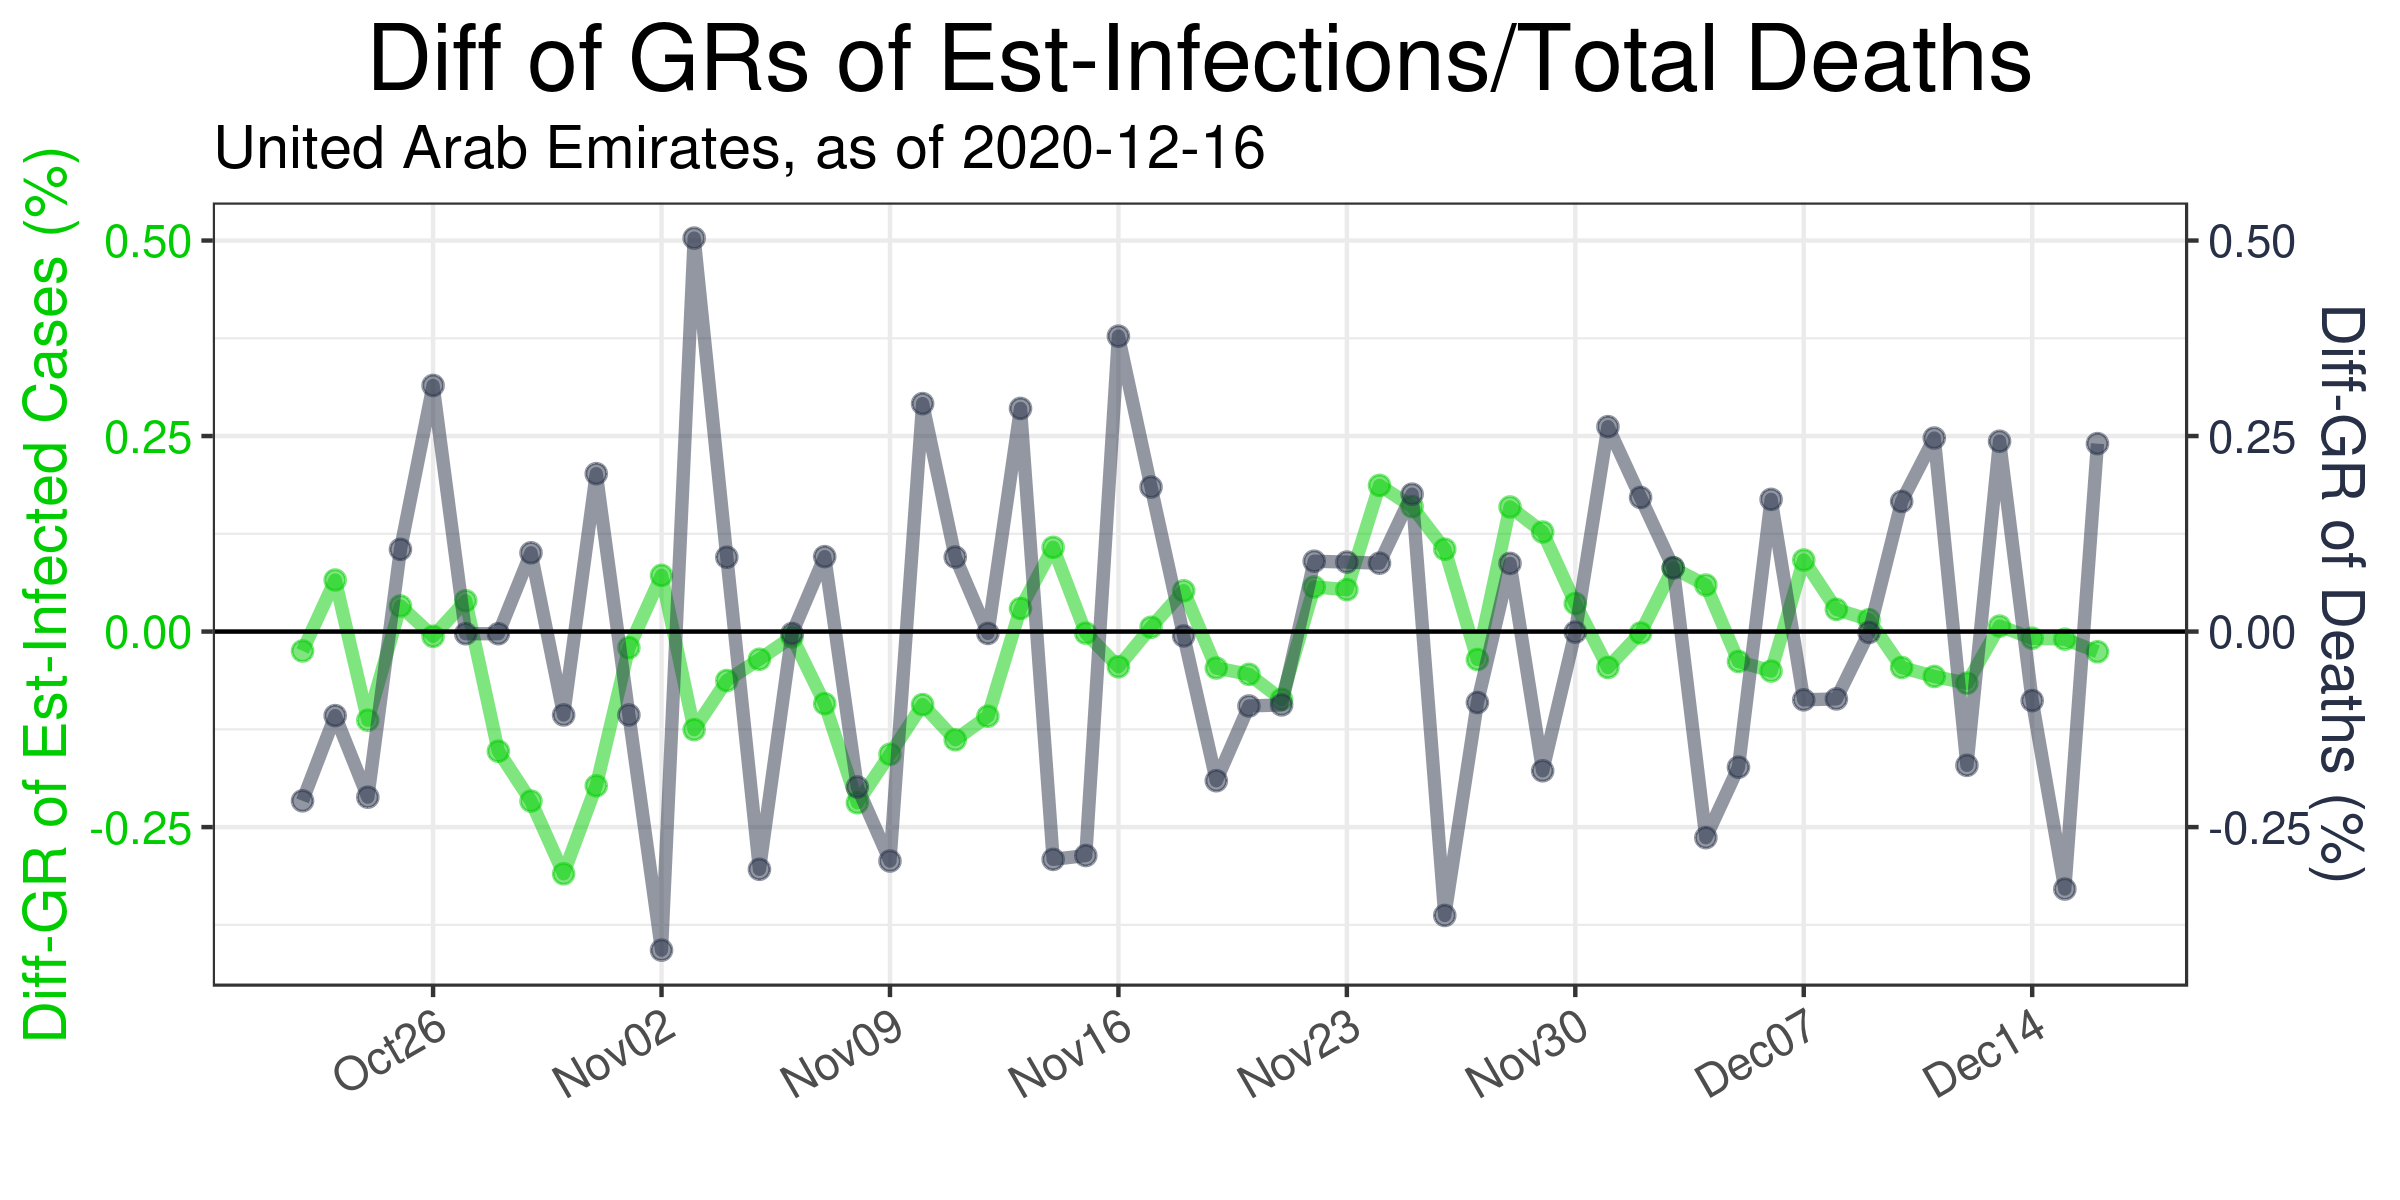 Diff of GRs of Est-Infections/Total Deaths
United Arab Emirates, as of 2020-12-16
Diff-GR of Est-Infected Cases (%)
0.50
0.25
0.00
-0.25
0.50
0.25
0.00
-0.25
Diff-GR of Deaths (%)
Oct26
Nov02
Nov09
Nov16
Nov23
Nov30
Dec07
Dec14